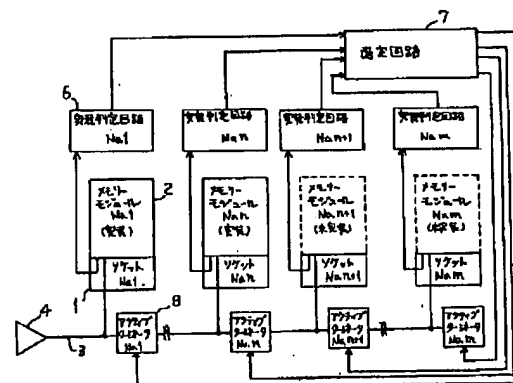 7
選定回路
6
実装判定回路
No.1
実装判定回路
No.n
実装判定回路
No.n+1
実装判定回路
No.m
メモリー
モジュール
No.1
(実装)
2
メモリー
モジュール
No.n
(実装)
メモリー
モジュール
No.n+1
(未実装)
メモリー
モジュール
No.m
(未実装)
ソケット
No.1
ソケット
No.n
ソケット
No.n+1
ソケット
No.m
1
8
4
3
アクティブ
ターミネータ
No.1
アクティブ
ターミネータ
No.n
アクティブ
ターミネータ
No.n+1
アクティブ
ターミネータ
No.m